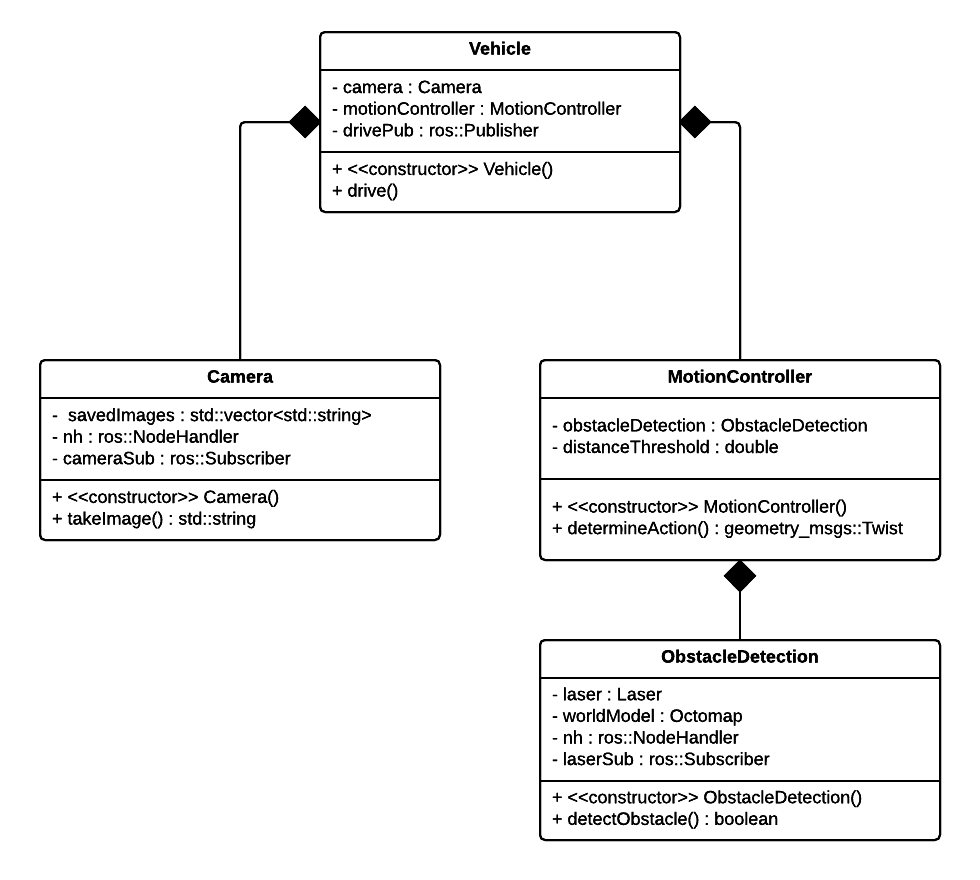 Vehicle
- camera : Camera
- motionController : MotionController
- drivePub : ros::Publisher
+ <<constructor>> Vehicle()
+ drive()
Camera
- savedImages : std::vector<std::string>
- nh : ros::NodeHandler
- cameraSub : ros::Subscriber
+ <<constructor>> Camera()
+ takeImage() : std::string
MotionController
- obstacleDetection : ObstacleDetection
- distanceThreshold : double
+ <<constructor>> MotionController()
+ determineAction() : geometry_msgs::Twist
ObstacleDetection
- laser : Laser
- worldModel : Octomap
- nh : ros::NodeHandler
- laserSub : ros::Subscriber
+ <<constructor>> ObstacleDetection()
+ detectObstacle() : boolean